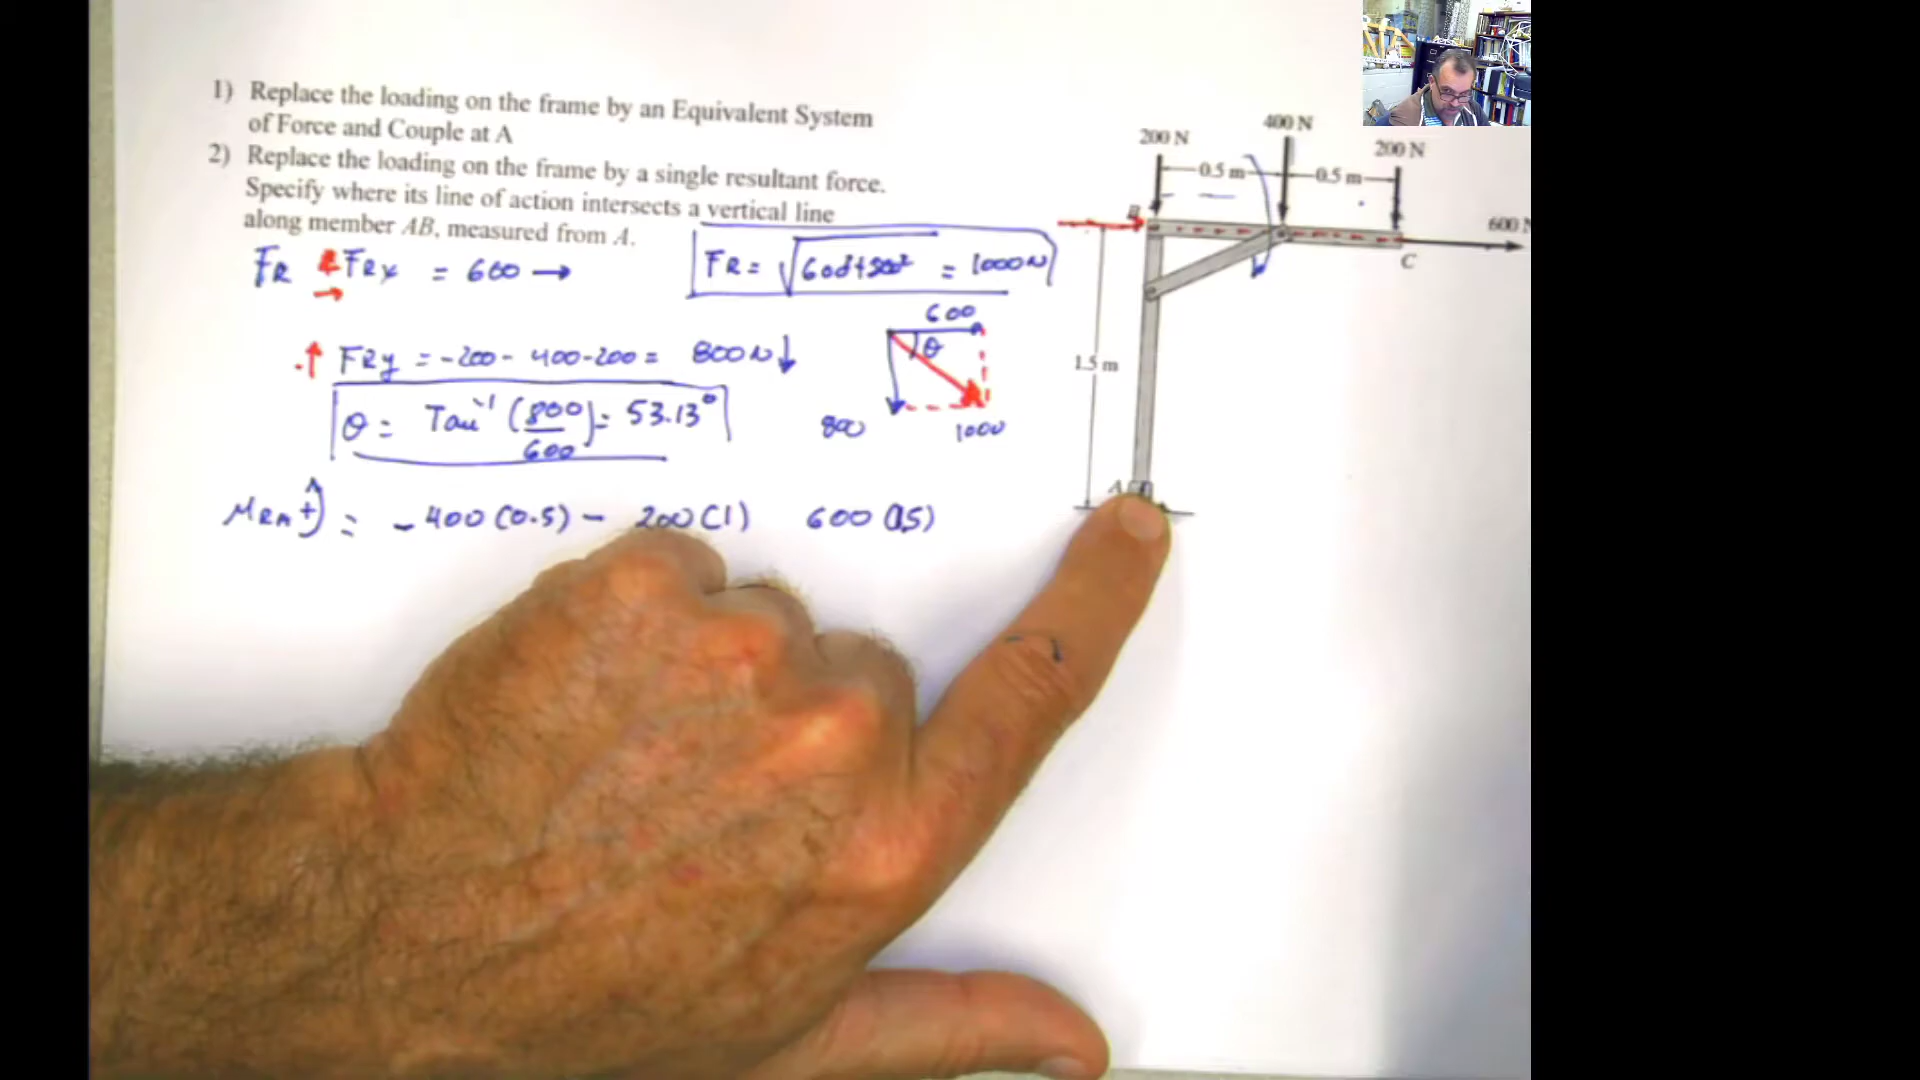 1) Replace the loading on the frame by an Equivalent System
of Force and Couple at A
2) Replace the loading on the frame by a single resultant force.
Specify where its line of action intersects a vertical line
along member AB, measured from A.
FR FRx = 600 →
FR = √600²+800² = 1000N
↑ FRy = -200 - 400 - 200 = 800N ↓
θ = Tan⁻¹ (800/600) = 53.13°
600
θ
800
1000
MRA +) = - 400 (0.5) - 200 (1) 600 (1.5)
200 N
400 N
200 N
0.5 m
0.5 m
B
600 N
C
1.5 m
A